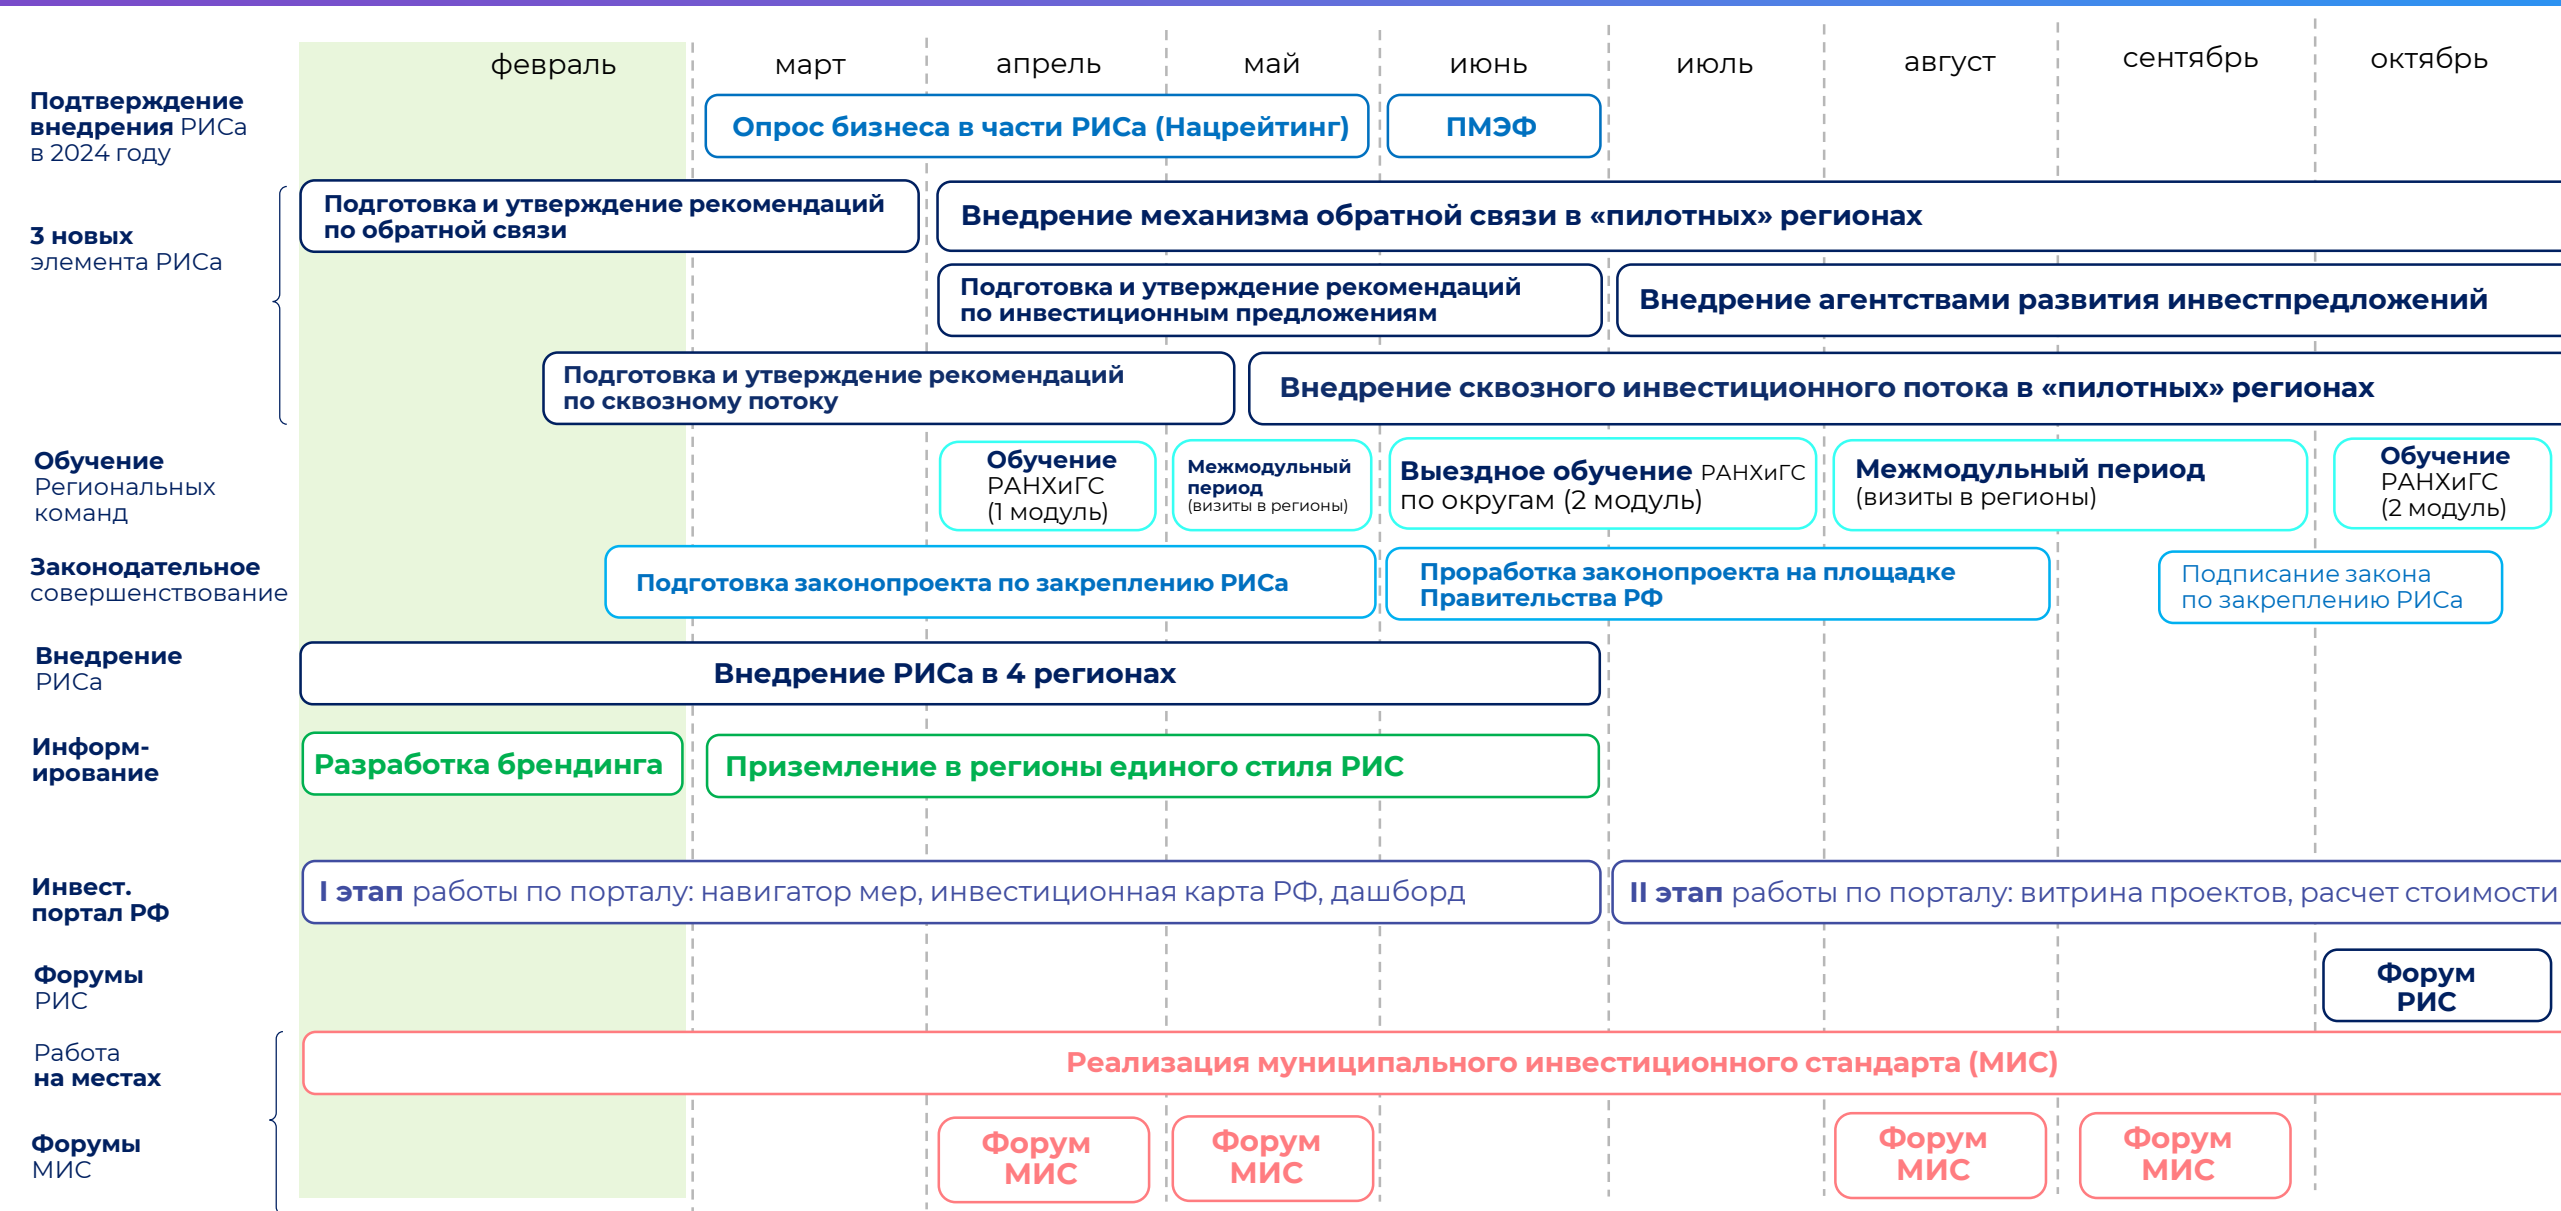 февраль март апрель май июнь июль август сентябрь октябрь
Подтверждение
внедрения РИСа
в 2024 году
Опрос бизнеса в части РИСа (Нацрейтинг)
ПМЭФ
3 новых
элемента РИСа
Подготовка и утверждение рекомендаций
по обратной связи
Внедрение механизма обратной связи в «пилотных» регионах
Подготовка и утверждение рекомендаций
по инвестиционным предложениям
Внедрение агентствами развития инвестпредложений
Подготовка и утверждение рекомендаций
по сквозному потоку
Внедрение сквозного инвестиционного потока в «пилотных» регионах
Обучение
Региональных
команд
Обучение
РАНХиГС
(1 модуль)
Межмодульный
период
(визиты в регионы)
Выездное обучение РАНХиГС
по округам (2 модуль)
Межмодульный период
(визиты в регионы)
Обучение
РАНХиГС
(2 модуль)
Законодательное
совершенствование
Подготовка законопроекта по закреплению РИСа
Проработка законопроекта на площадке
Правительства РФ
Подписание закона
по закреплению РИСа
Внедрение
РИСа
Внедрение РИСа в 4 регионах
Информ-
ирование
Разработка брендинга
Приземление в регионы единого стиля РИС
Инвест.
портал РФ
I этап работы по порталу: навигатор мер, инвестиционная карта РФ, дашборд
II этап работы по порталу: витрина проектов, расчет стоимости
Форумы
РИС
Форум
РИС
Работа
на местах
Реализация муниципального инвестиционного стандарта (МИС)
Форумы
МИС
Форум
МИС
Форум
МИС
Форум
МИС
Форум
МИС